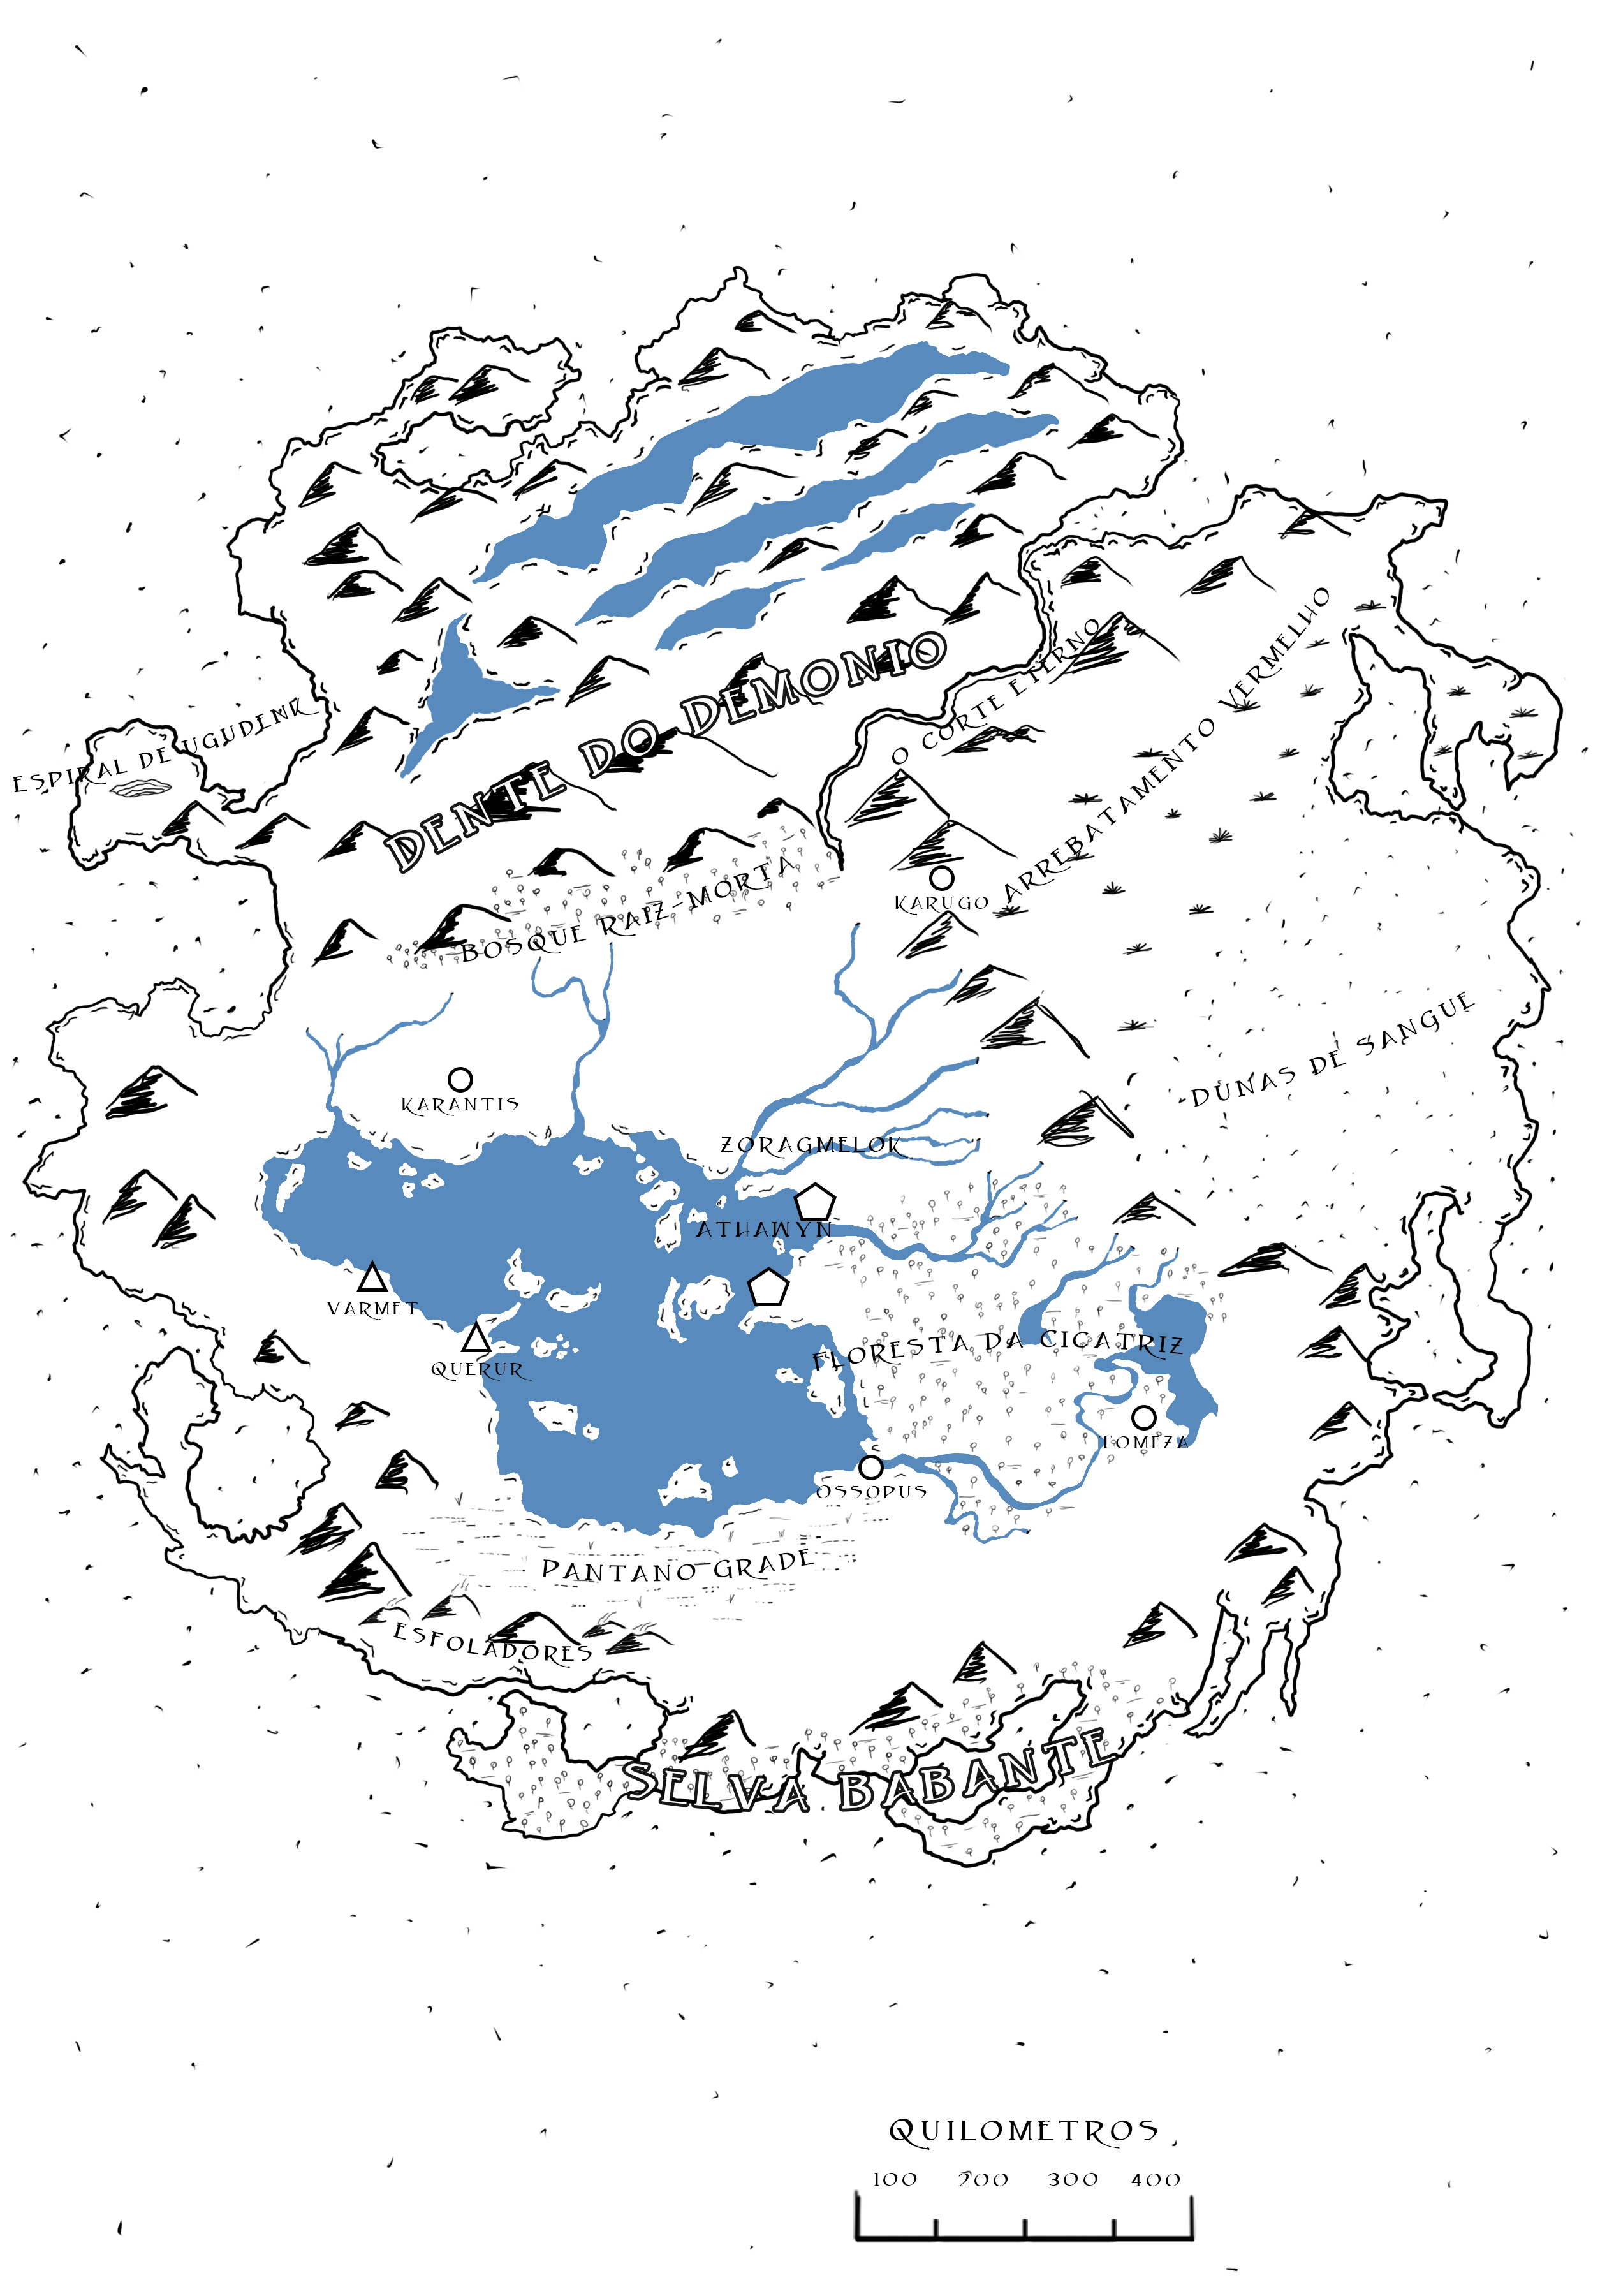 ESPIRAL DE UGUDENK
DENTE DO DEMONIO
O CORTE ETERNO
ARREBATAMENTO VERMELHO
BOSQUE RAIZ-MORTA
KARUGO
DUNAS DE SANGUE
KARANTIS
ZORAGMELOK
ATHAWYN
VARMET
QUERUR
FLORESTA DA CICATRIZ
TOMEZA
OSSOPUS
PANTANO GRADE
ESFOLADORES
SELVA BABANTE
QUILOMETROS
100 200 300 400